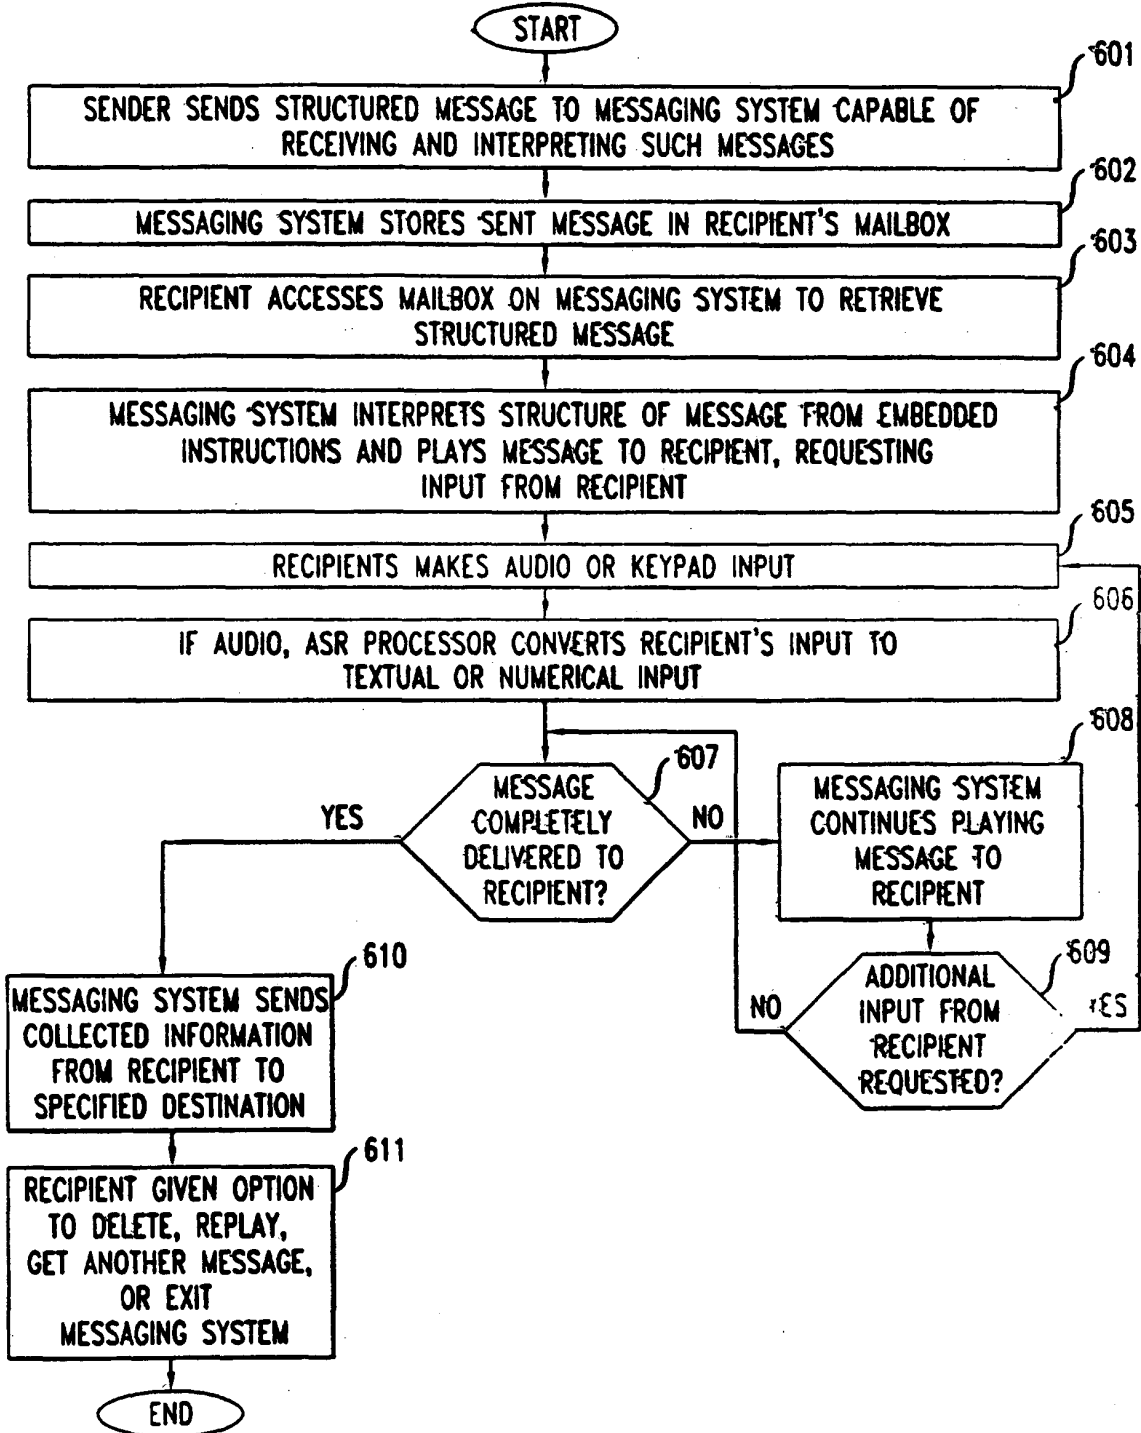 START
601
SENDER SENDS STRUCTURED MESSAGE TO MESSAGING SYSTEM CAPABLE OF
RECEIVING AND INTERPRETING SUCH MESSAGES
602
MESSAGING SYSTEM STORES SENT MESSAGE IN RECIPIENT'S MAILBOX
603
RECIPIENT ACCESSES MAILBOX ON MESSAGING SYSTEM TO RETRIEVE
STRUCTURED MESSAGE
604
MESSAGING SYSTEM INTERPRETS STRUCTURE OF MESSAGE FROM EMBEDDED
INSTRUCTIONS AND PLAYS MESSAGE TO RECIPIENT, REQUESTING
INPUT FROM RECIPIENT
605
RECIPIENTS MAKES AUDIO OR KEYPAD INPUT
606
IF AUDIO, ASR PROCESSOR CONVERTS RECIPIENT'S INPUT TO
TEXTUAL OR NUMERICAL INPUT
607
MESSAGE
COMPLETELY
DELIVERED TO
RECIPIENT?
YES
NO
608
MESSAGING SYSTEM
CONTINUES PLAYING
MESSAGE TO
RECIPIENT
609
ADDITIONAL
INPUT FROM
RECIPIENT
REQUESTED?
NO
YES
610
MESSAGING SYSTEM SENDS
COLLECTED INFORMATION
FROM RECIPIENT TO
SPECIFIED DESTINATION
611
RECIPIENT GIVEN OPTION
TO DELETE, REPLAY,
GET ANOTHER MESSAGE,
OR EXIT
MESSAGING SYSTEM
END